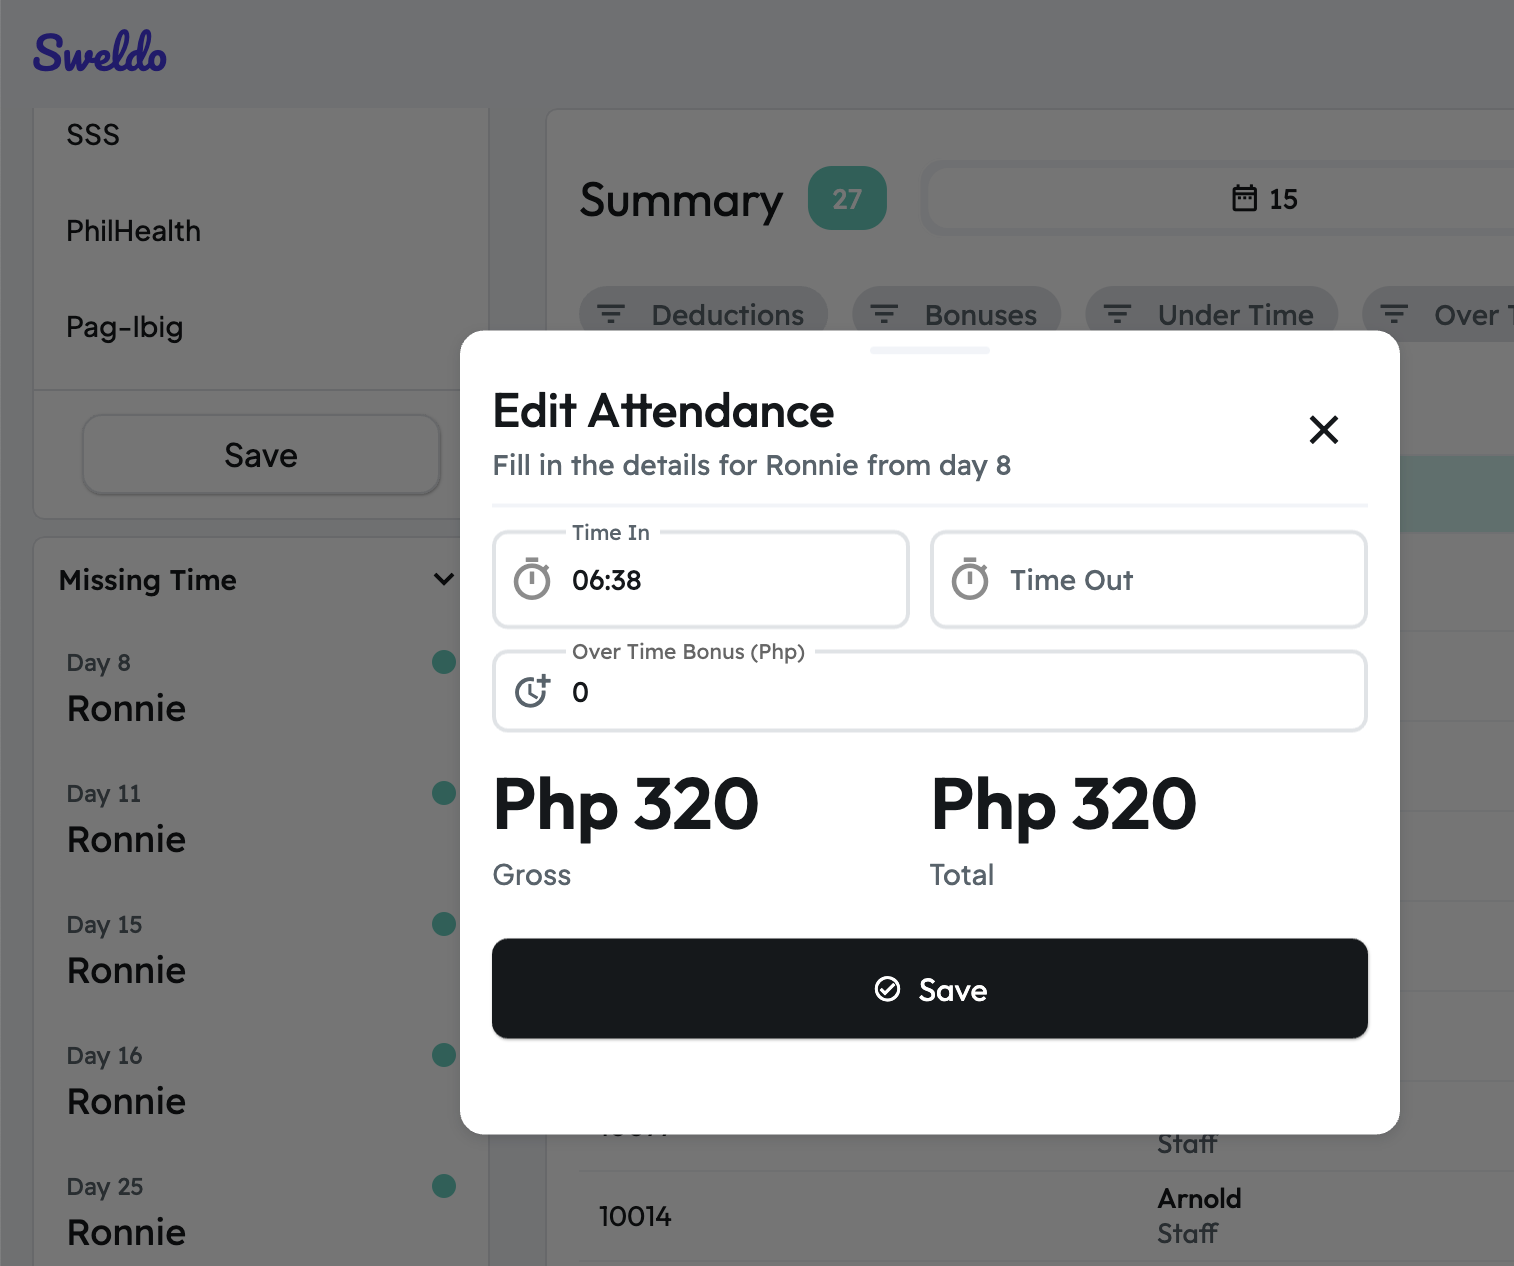 Sweldo
SSS
PhilHealth
Pag-Ibig
Save
Missing Time
Day 8
Ronnie
Day 11
Ronnie
Day 15
Ronnie
Day 16
Ronnie
Day 25
Ronnie
Summary 27 15
Deductions Bonuses Under Time Over
Edit Attendance
Fill in the details for Ronnie from day 8
Time In
06:38
Time Out
Over Time Bonus (Php)
0
Php 320 Php 320
Gross Total
Save
Staff
10014 Arnold
Staff